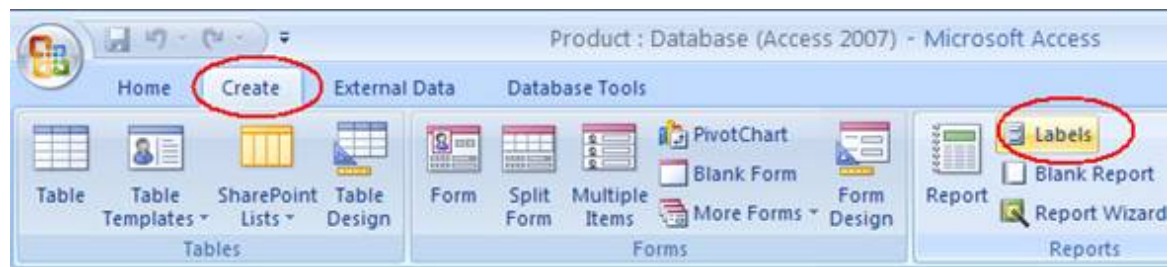 Product : Database (Access 2007) - Microsoft Access
Home Create External Data Database Tools
Table
Table Templates
SharePoint Lists
Table Design
Tables
Form
Split Form
Multiple Items
PivotChart
Blank Form
More Forms
Form Design
Forms
Report
Labels
Blank Report
Report Wizard
Reports